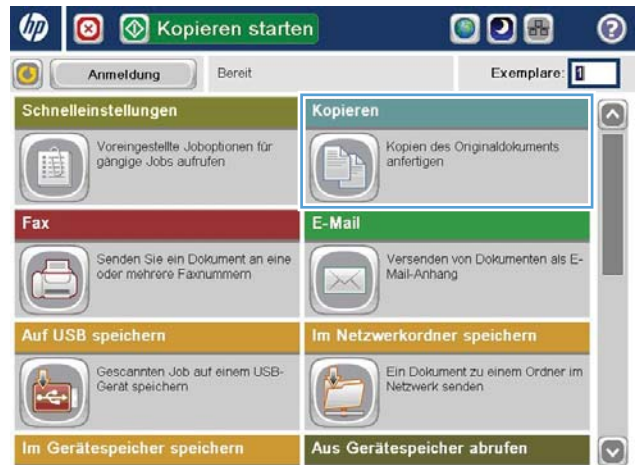 hp
Kopieren starten
?
Anmeldung
Bereit
Exemplare: 1
Schnelleinstellungen
Voreingestellte Joboptionen für
gängige Jobs aufrufen
Kopieren
Kopien des Originaldokuments
anfertigen
Fax
Senden Sie ein Dokument an eine
oder mehrere Faxnummern
E-Mail
Versenden von Dokumenten als E-
Mail-Anhang
Auf USB speichern
Gescannten Job auf einem USB-
Gerät speichern
Im Netzwerkordner speichern
Ein Dokument zu einem Ordner im
Netzwerk senden
Im Gerätespeicher speichern
Aus Gerätespeicher abrufen